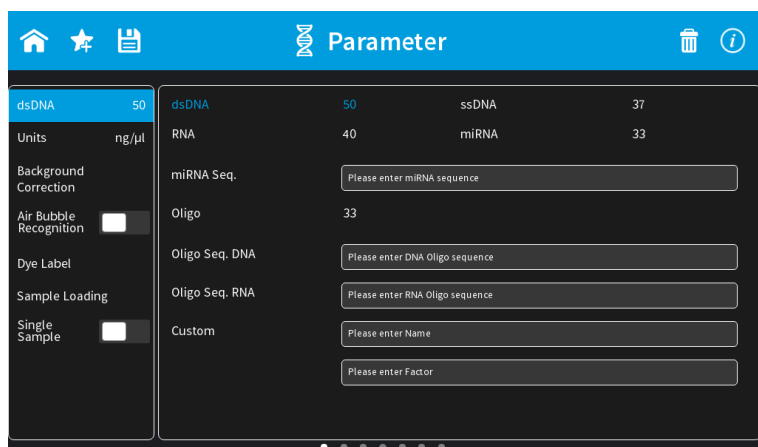 Parameter
i
dsDNA 50
Units ng/µl
Background
Correction
Air Bubble
Recognition
Dye Label
Sample Loading
Single
Sample
dsDNA 50 ssDNA 37
RNA 40 miRNA 33
miRNA Seq. Please enter miRNA sequence
Oligo 33
Oligo Seq. DNA Please enter DNA Oligo sequence
Oligo Seq. RNA Please enter RNA Oligo sequence
Custom Please enter Name
Please enter Factor